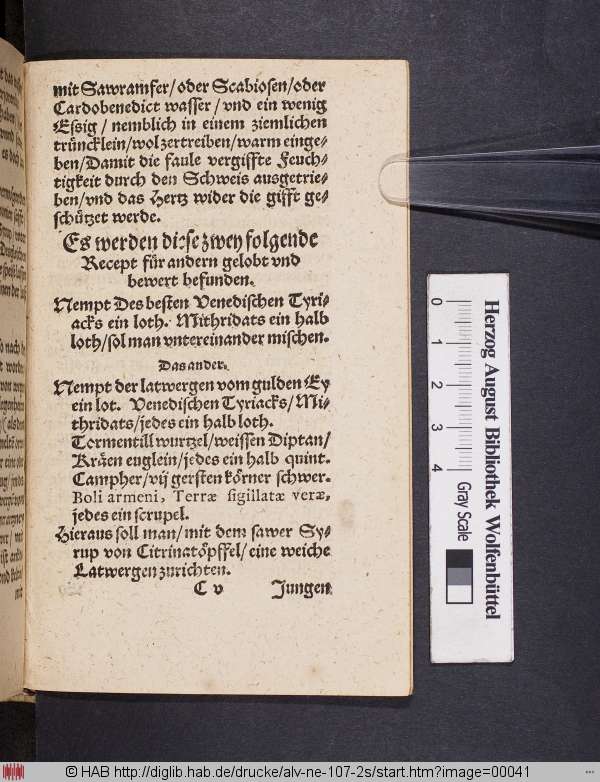 mit Sawramfer/oder Scabiosen/oder
Cardobenedict wasser/vnd ein wenig
Essig/nemblich in einem ziemlichen
trüncklein/wol zertreiben/warm einge-
ben/Damit die faule vergiffte Feuch-
tigkeit durch den Schweis ausgetrie-
ben/vnd das Hertz wider die gifft ge-
schützet werde.
Es werden diese zwey folgende
Recept für andern gelobt vnd
bewert befunden.
Nempt Des besten Venedischen Tyri-
acks ein loth. Mithridats ein halb
loth/sol man vntereinander mischen.
Das ander.
Nempt der latwergen vom gulden Ey
ein lot. Venedischen Tyriacks/Mi-
thridats/jedes ein halb loth.
Tormentill wurtzel/weissen Diptan/
Kräen euglein/jedes ein halb quint.
Campher/vij gersten körner schwer.
Boli armeni, Terræ sigillatæ veræ,
jedes ein scrupel.
Hieraus soll man/mit dem sawer Sy-
rup von Citrinatöpffel/eine weiche
Latwergen zurichten.
C v Jungen
Herzog August Bibliothek Wolfenbüttel
0 1 2 3 4
Gray Scale
© HAB http://diglib.hab.de/drucke/alv-ne-107-2s/start.htm?image=00041